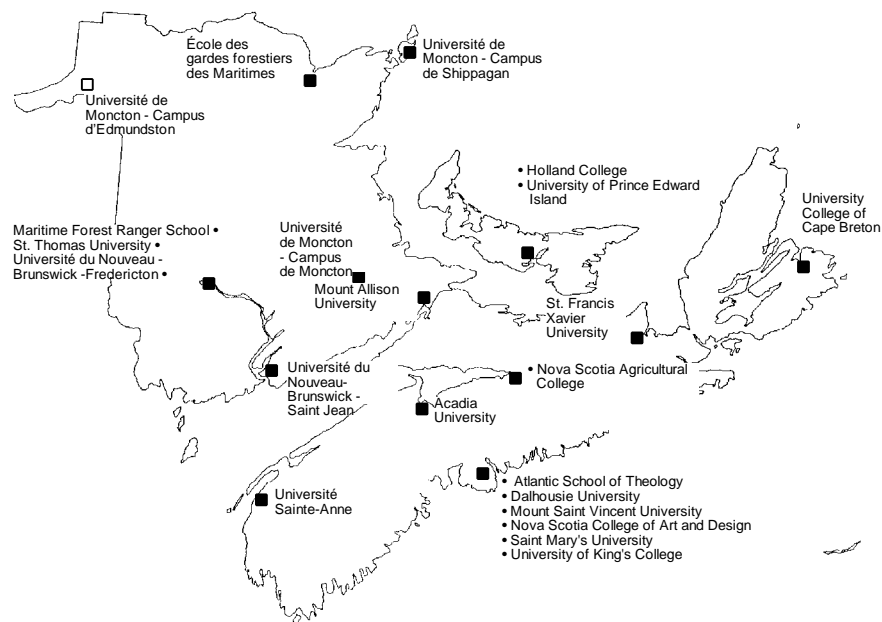 École des
gardes forestiers
des Maritimes
Université de
Moncton - Campus
de Shippagan
Université de
Moncton - Campus
d'Edmundston
• Holland College
• University of Prince Edward
Island
University
College of
Cape Breton
Maritime Forest Ranger School •
St. Thomas University •
Université du Nouveau -
Brunswick -Fredericton •
Université
de Moncton
- Campus
de Moncton
Mount Allison
University
St. Francis
Xavier
University
Université du
Nouveau-
Brunswick -
Saint Jean
• Nova Scotia Agricultural
College
Acadia
University
Université
Sainte-Anne
• Atlantic School of Theology
• Dalhousie University
• Mount Saint Vincent University
• Nova Scotia College of Art and Design
• Saint Mary's University
• University of King's College